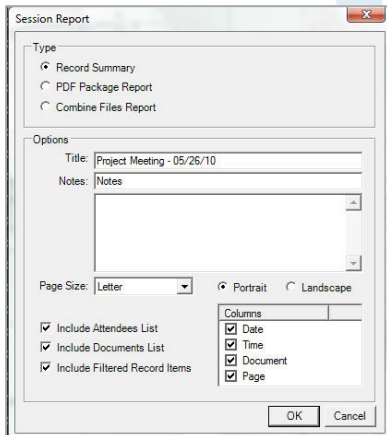 Session Report
Type
Record Summary
PDF Package Report
Combine Files Report
Options
Title: Project Meeting - 05/26/10
Notes: Notes
Page Size: Letter Portrait Landscape
Columns
Include Attendees List
Include Documents List
Include Filtered Record Items
Date
Time
Document
Page
OK Cancel